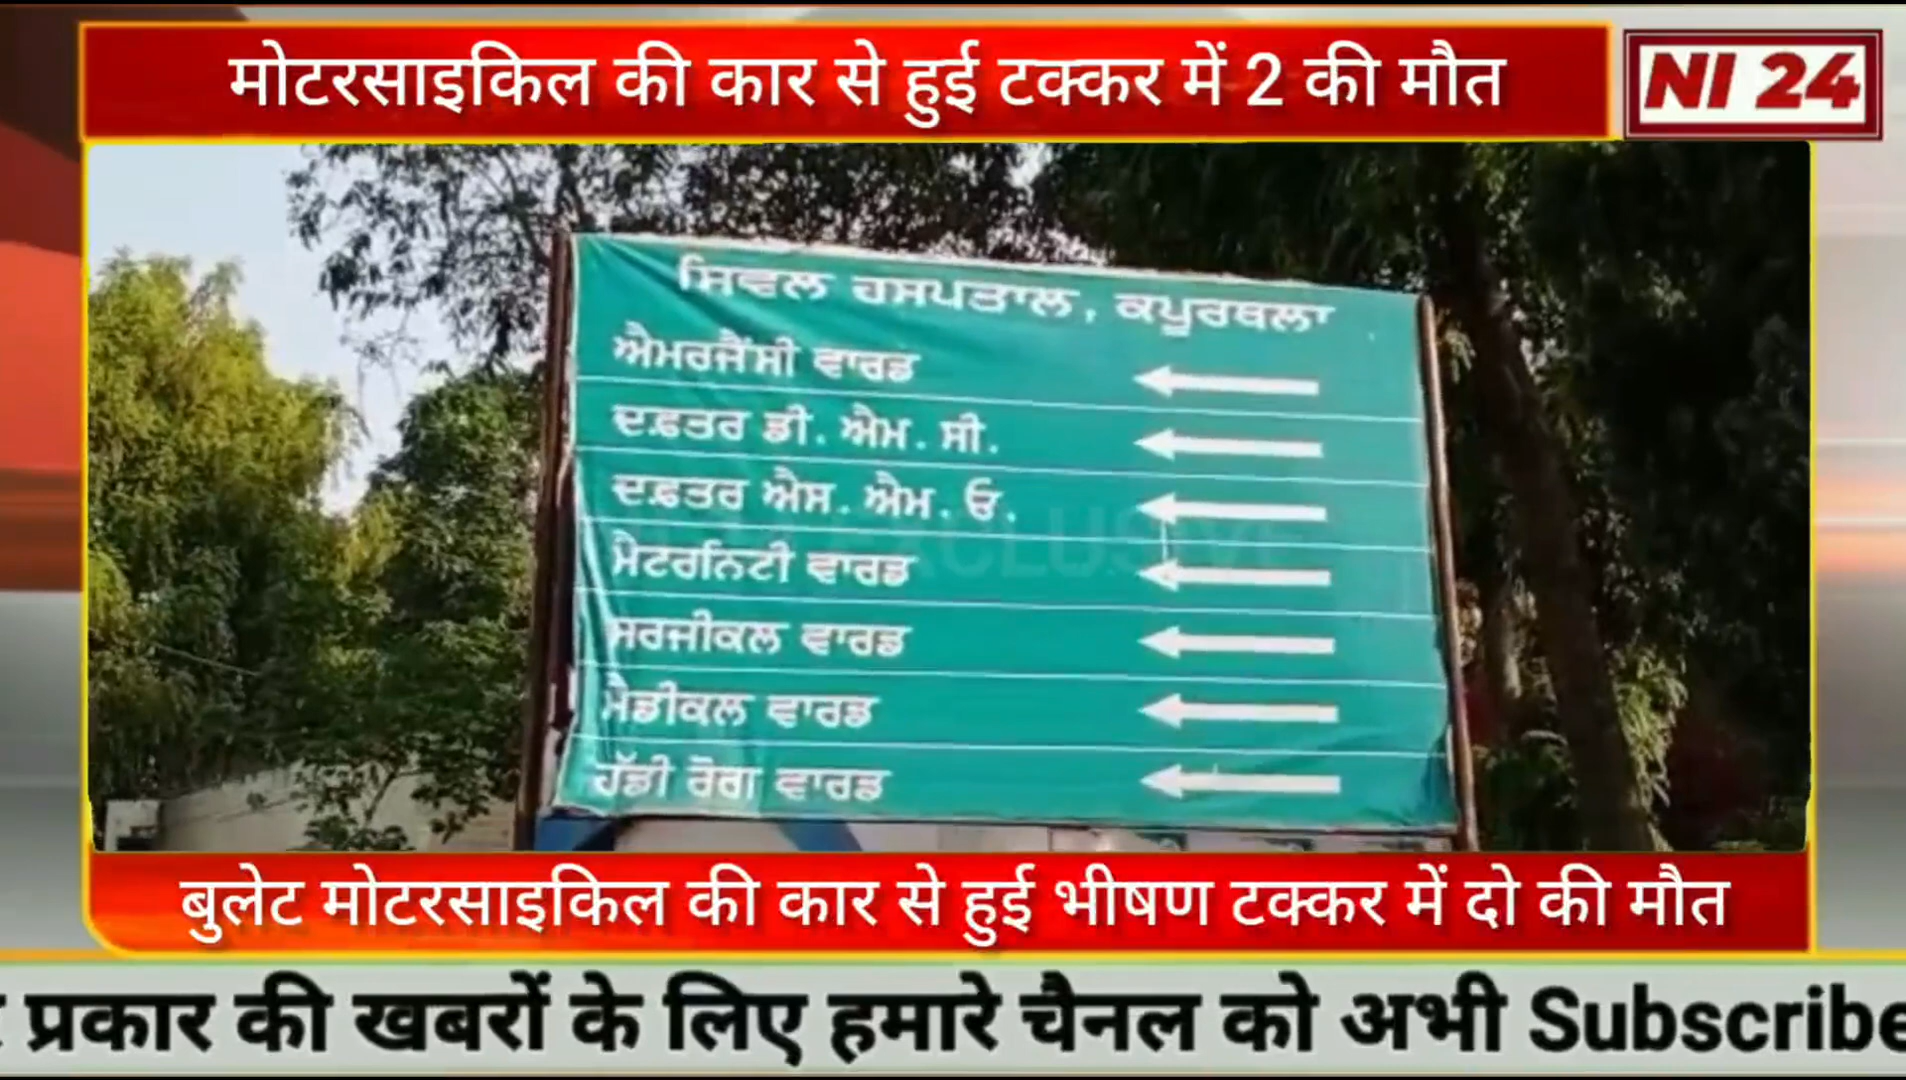 मोटरसाइकिल की कार से हुई टक्कर में 2 की मौत
NI 24
ਸਿਵਲ ਹਸਪਤਾਲ, ਕਪੂਰਥਲਾ
ਐਮਰਜੈਂਸੀ ਵਾਰਡ
ਦਫ਼ਤਰ ਡੀ. ਐਮ. ਸੀ.
ਦਫ਼ਤਰ ਐਸ. ਐਮ. ਓ.
EXCLUSIVE
ਮੈਟਰਨਿਟੀ ਵਾਰਡ
ਸਰਜੀਕਲ ਵਾਰਡ
ਮੈਡੀਕਲ ਵਾਰਡ
ਹੱਡੀ ਰੋਗ ਵਾਰਡ
बुलेट मोटरसाइकिल की कार से हुई भीषण टक्कर में दो की मौत
प्रकार की खबरों के लिए हमारे चैनल को अभी Subscribe